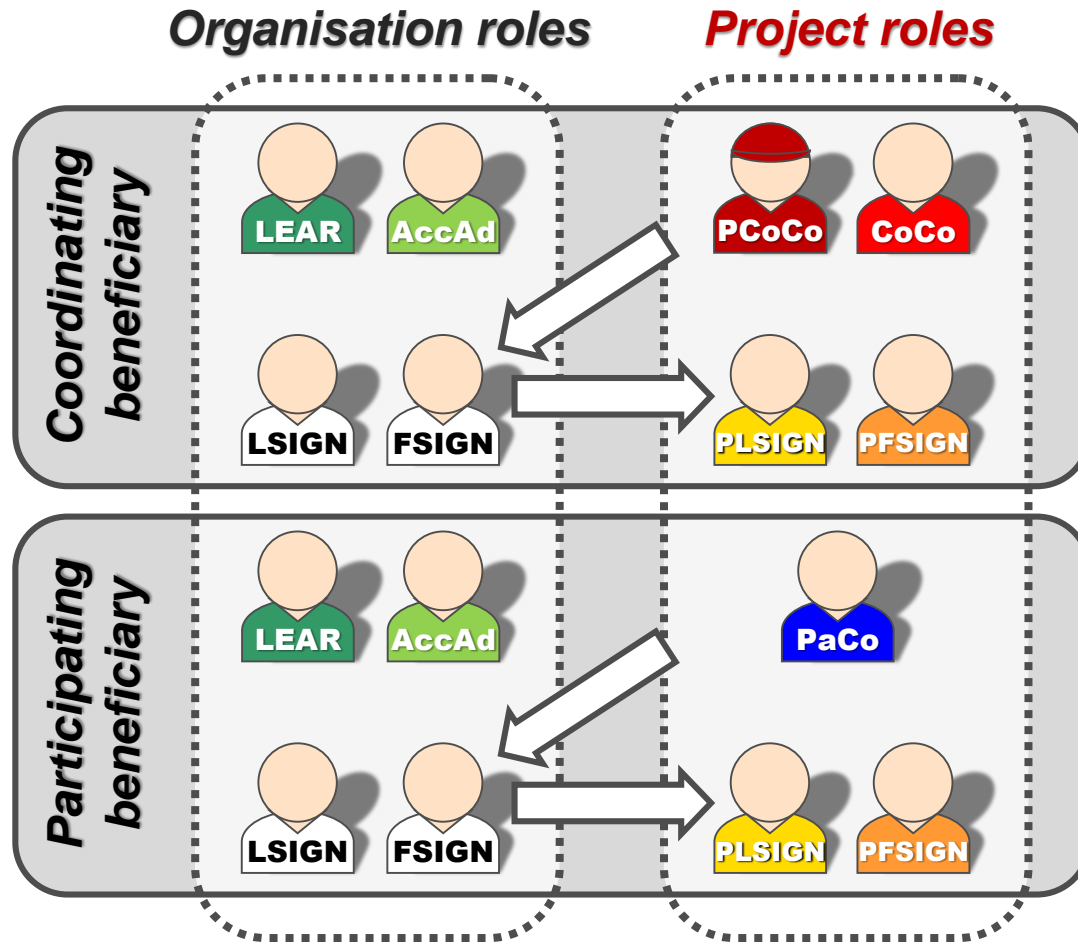 Organisation roles
Project roles
Coordinating
beneficiary
LEAR
AccAd
PCoCo
CoCo
LSIGN
FSIGN
PLSIGN
PFSIGN
Participating
beneficiary
LEAR
AccAd
PaCo
LSIGN
FSIGN
PLSIGN
PFSIGN